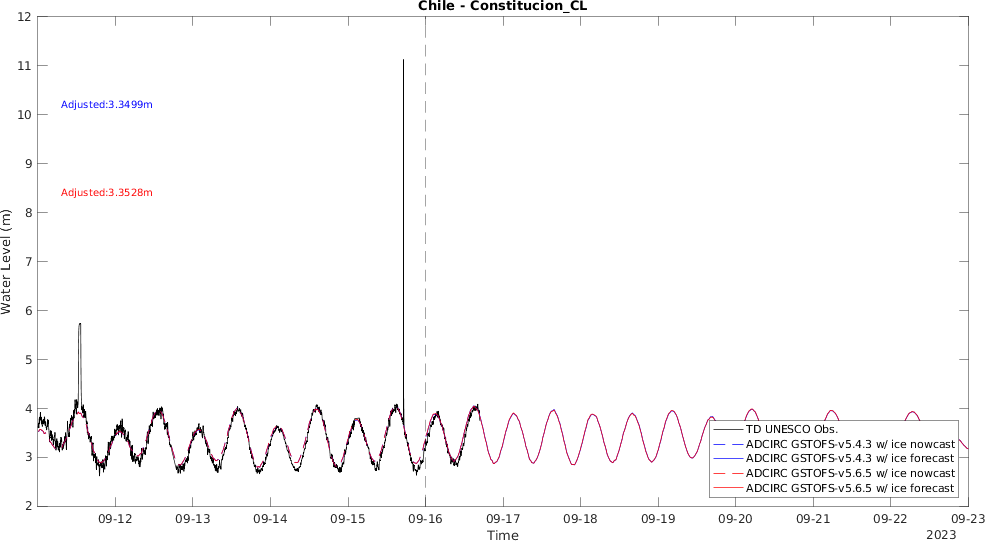 Chile - Constitucion_CL
12
11
10
9
8
7
6
5
4
3
2
Water Level (m)
Adjusted:3.3499m
Adjusted:3.3528m
TD UNESCO Obs.
ADCIRC GSTOFS-v5.4.3 w/ ice nowcast
ADCIRC GSTOFS-v5.4.3 w/ ice forecast
ADCIRC GSTOFS-v5.6.5 w/ ice nowcast
ADCIRC GSTOFS-v5.6.5 w/ ice forecast
09-12 09-13 09-14 09-15 09-16 09-17 09-18 09-19 09-20 09-21 09-22 09-23
Time
2023